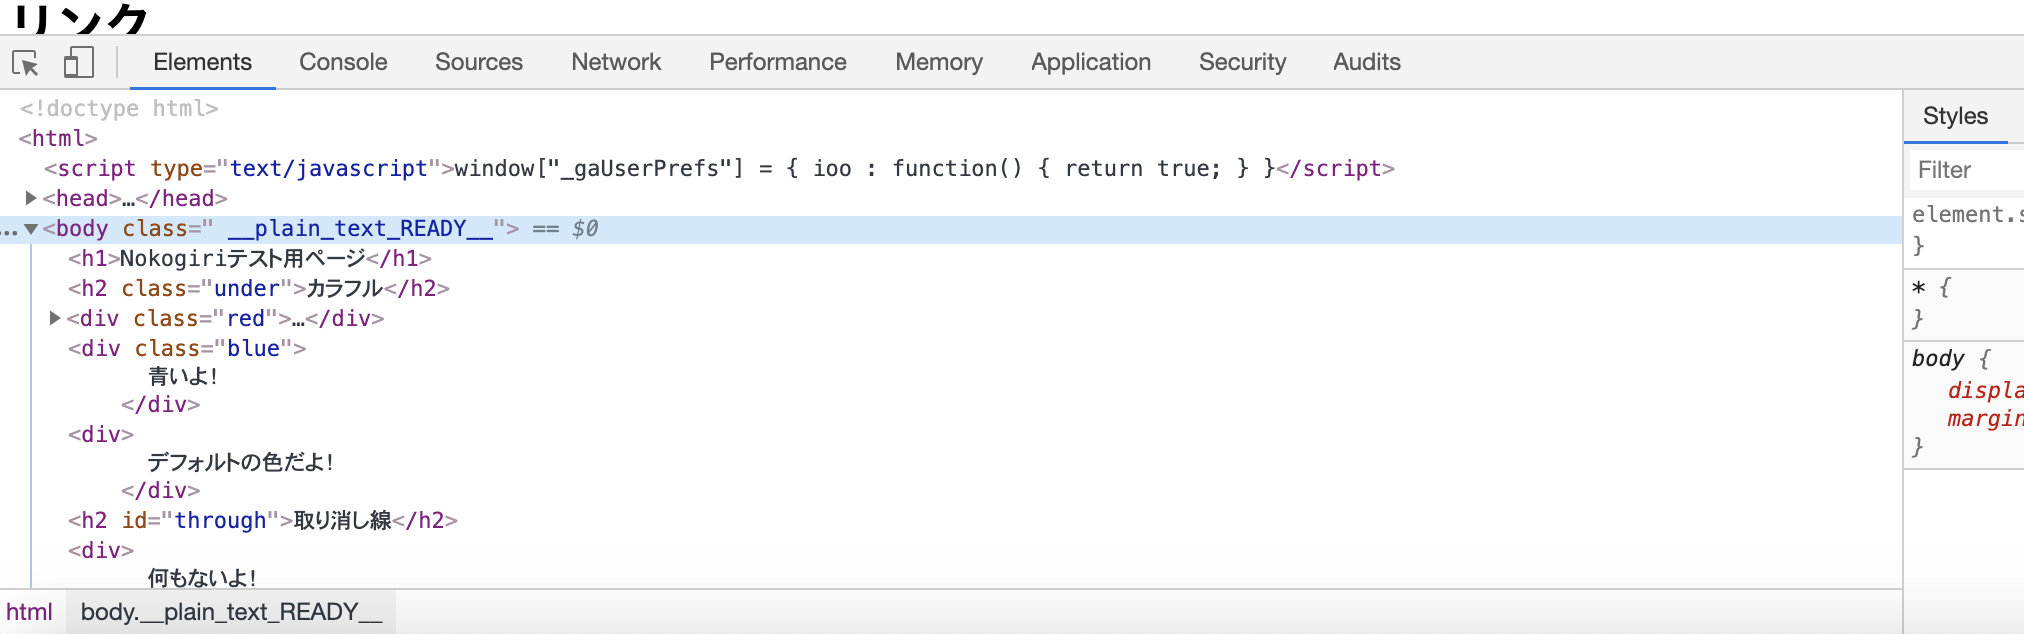 リンク
Elements Console Sources Network Performance Memory Application Security Audits
<!doctype html>
<html>
<script type="text/javascript">window["_gaUserPrefs"] = { ioo : function() { return true; } }</script>
▶<head>…</head>
…▼<body class=" __plain_text_READY__"> == $0
<h1>Nokogiriテスト用ページ</h1>
<h2 class="under">カラフル</h2>
▶<div class="red">…</div>
<div class="blue">
青いよ!
</div>
<div>
デフォルトの色だよ!
</div>
<h2 id="through">取り消し線</h2>
<div>
何もないよ!
html body.__plain_text_READY__
Styles
Filter
element.s
}
* {
}
body {
displa
margin
}